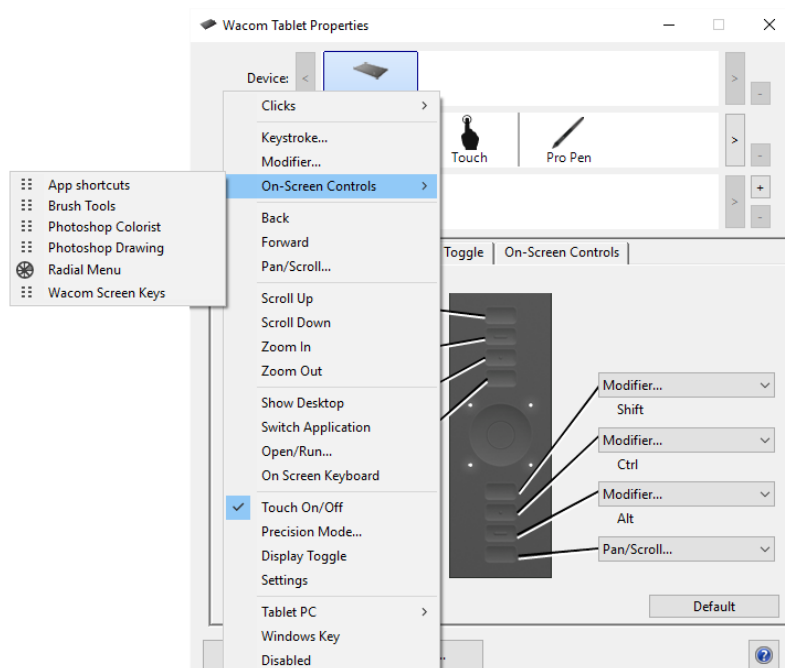 Wacom Tablet Properties
Device:
Clicks
Keystroke...
Modifier...
On-Screen Controls
Back
Forward
Pan/Scroll...
Scroll Up
Scroll Down
Zoom In
Zoom Out
Show Desktop
Switch Application
Open/Run...
On Screen Keyboard
Touch On/Off
Precision Mode...
Display Toggle
Settings
Tablet PC
Windows Key
Disabled
App shortcuts
Brush Tools
Photoshop Colorist
Photoshop Drawing
Radial Menu
Wacom Screen Keys
Touch
Pro Pen
Toggle
On-Screen Controls
Modifier...
Shift
Modifier...
Ctrl
Modifier...
Alt
Pan/Scroll...
Default